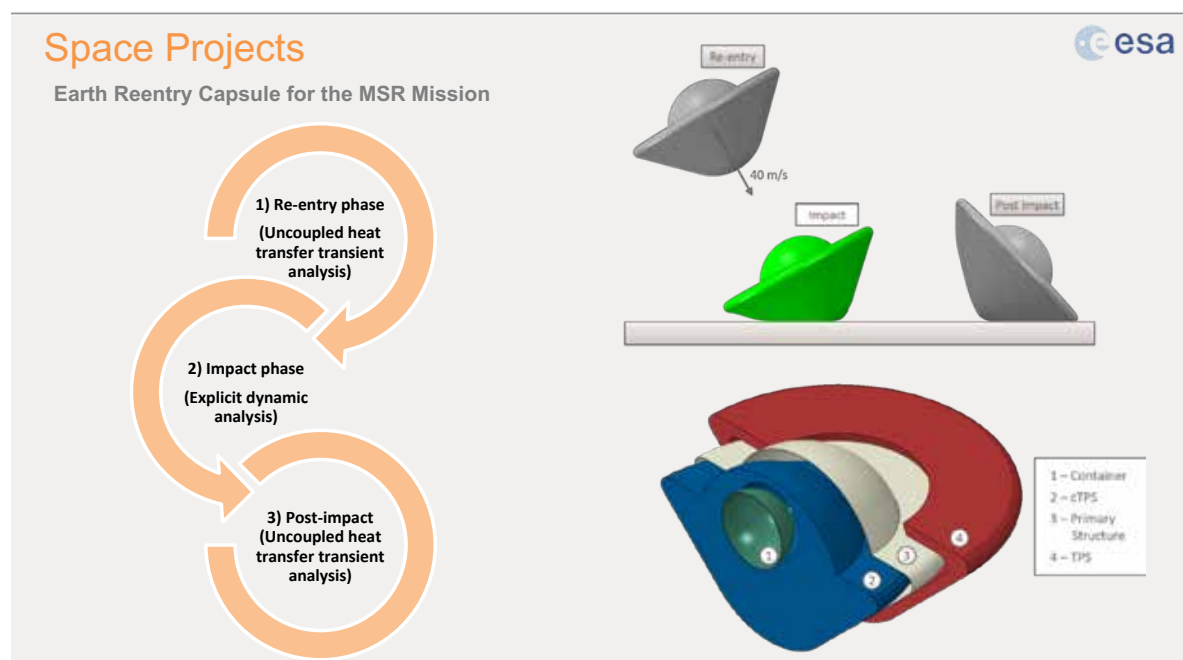 Space Projects
esa
Earth Reentry Capsule for the MSR Mission
1) Re-entry phase
(Uncoupled heat
transfer transient
analysis)
2) Impact phase
(Explicit dynamic
analysis)
3) Post-impact
(Uncoupled heat
transfer transient
analysis)
Re-entry
40 m/s
Impact
Post Impact
1
2
3
4
1 – Container
2 – cTPS
3 – Primary
Structure
4 – TPS